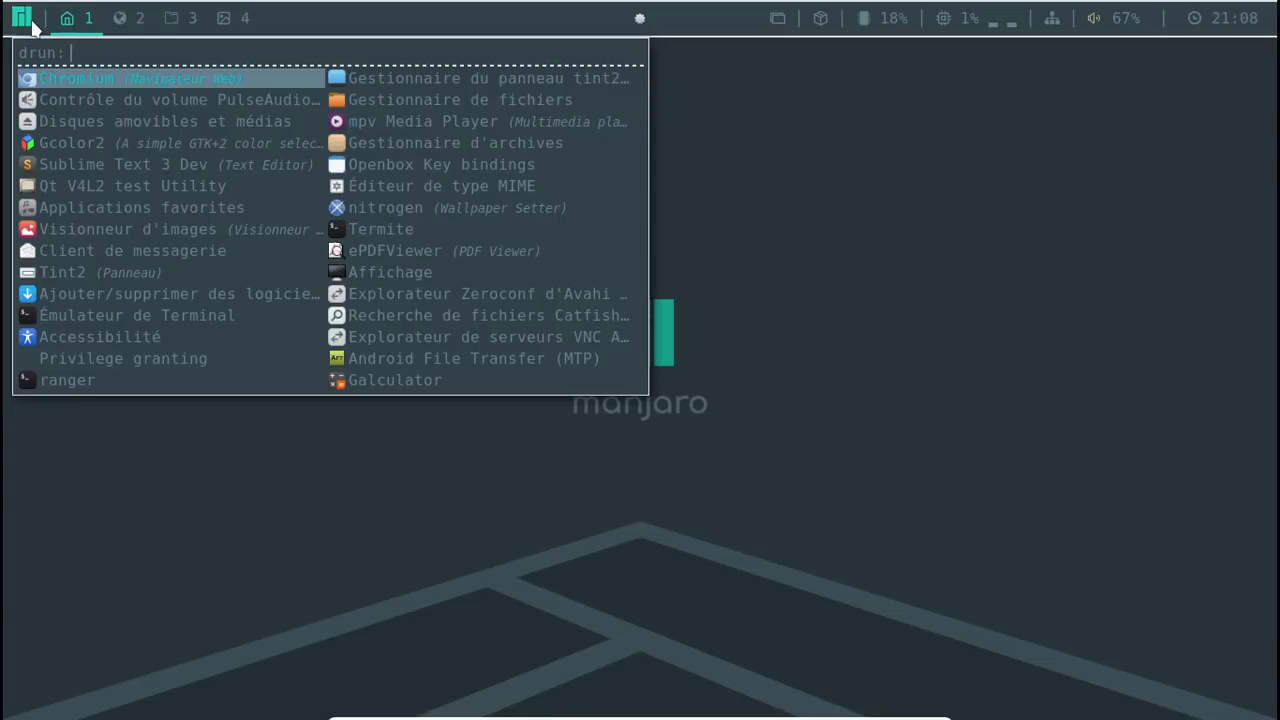 1 2 3 4 18% 1% 67% 21:08
drun:
Chromium (Navigateur Web)
Contrôle du volume PulseAudio…
Disques amovibles et médias
Gcolor2 (A simple GTK+2 color selec…
Sublime Text 3 Dev (Text Editor)
Qt V4L2 test Utility
Applications favorites
Visionneur d'images (Visionneur …
Client de messagerie
Tint2 (Panneau)
Ajouter/supprimer des logicie…
Émulateur de Terminal
Accessibilité
Privilege granting
ranger
Gestionnaire du panneau tint2…
Gestionnaire de fichiers
mpv Media Player (Multimedia pla…
Gestionnaire d'archives
Openbox Key bindings
Éditeur de type MIME
nitrogen (Wallpaper Setter)
Termite
ePDFViewer (PDF Viewer)
Affichage
Explorateur Zeroconf d'Avahi …
Recherche de fichiers Catfish…
Explorateur de serveurs VNC A…
Android File Transfer (MTP)
Galculator
manjaro